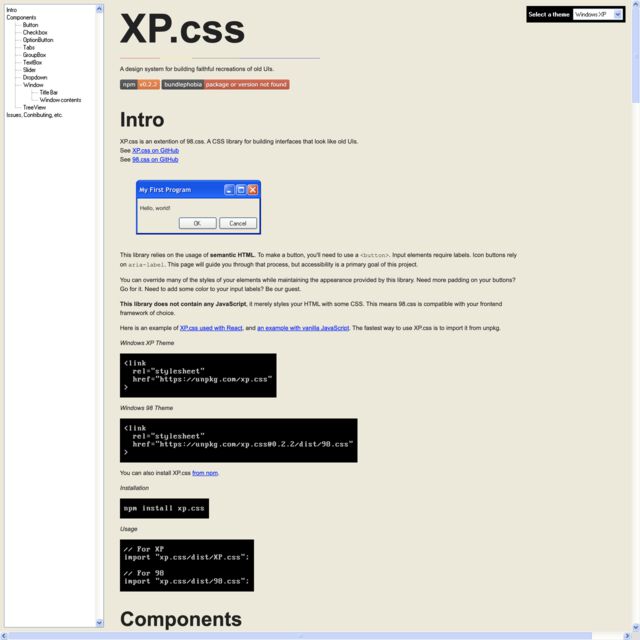 Intro
Components
Button
Checkbox
OptionButton
Tabs
GroupBox
TextBox
Slider
Dropdown
Window
Title Bar
Window contents
TreeView
Issues, Contributing, etc.
Select a theme
Windows XP
XP.css
A design system for building faithful recreations of old UIs.
npm v0.2.2 bundlephobia package or version not found
Intro
XP.css is an extention of 98.css. A CSS library for building interfaces that look like old UIs.
See XP.css on GitHub
See 98.css on GitHub
My First Program
Hello, world!
OK Cancel
This library relies on the usage of semantic HTML. To make a button, you'll need to use a <button>. Input elements require labels. Icon buttons rely
on aria-label. This page will guide you through that process, but accessibility is a primary goal of this project.
You can override many of the styles of your elements while maintaining the appearance provided by this library. Need more padding on your buttons?
Go for it. Need to add some color to your input labels? Be our guest.
This library does not contain any JavaScript, it merely styles your HTML with some CSS. This means 98.css is compatible with your frontend
framework of choice.
Here is an example of XP.css used with React, and an example with vanilla JavaScript. The fastest way to use XP.css is to import it from unpkg.
Windows XP Theme
<link
rel="stylesheet"
href="https://unpkg.com/xp.css"
>
Windows 98 Theme
<link
rel="stylesheet"
href="https://unpkg.com/xp.css@0.2.2/dist/98.css"
>
You can also install XP.css from npm.
Installation
npm install xp.css
Usage
// For XP
import "xp.css/dist/XP.css";
// For 98
import "xp.css/dist/98.css";
Components